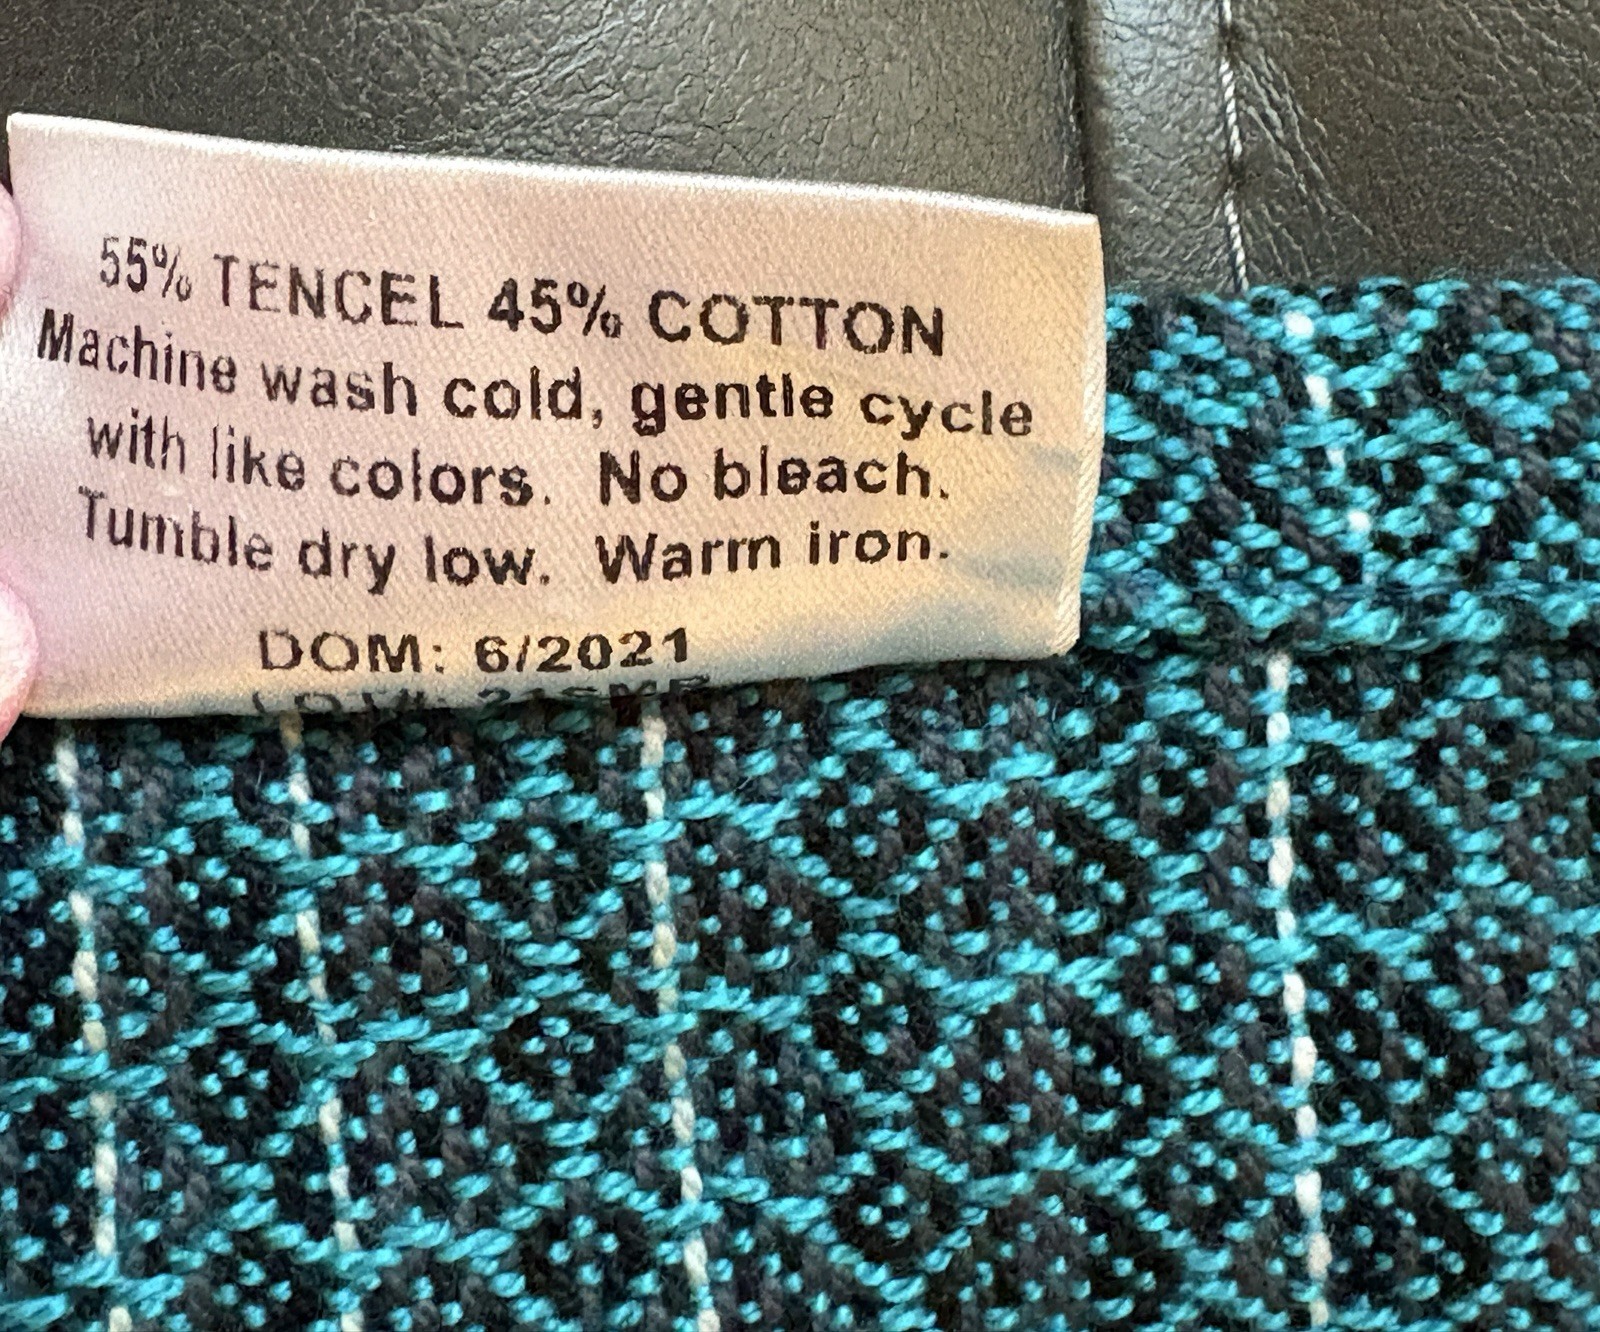 55% TENCEL 45% COTTON
Machine wash cold, gentle cycle
with like colors. No bleach.
Tumble dry low. Warm iron.
DOM: 6/2021